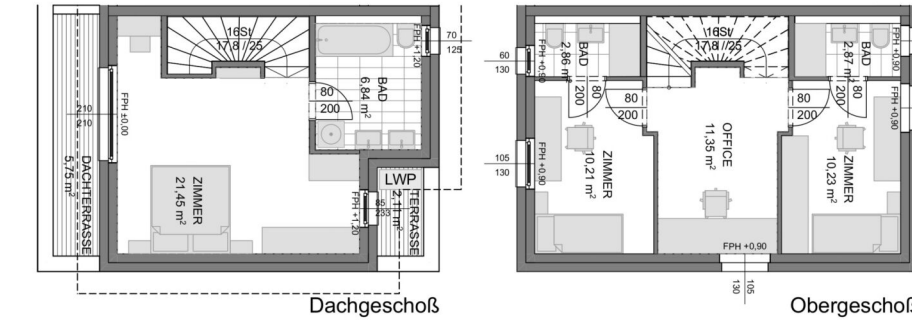 16St
17,8 // 25
BAD
6,84 m²
FPH +1,20
70
125
80
200
210
210
FPH ±0,00
DACHTERRASSE
5,75 m²
ZIMMER
21,45 m²
LWP
TERRASSE
2,11 m²
85
233
FPH +1,20
Dachgeschoß
60
130
FPH +0,90
BAD
2,86 m²
16St
17,8 // 25
BAD
2,87 m²
FPH +0,90
80
200
80
200
80
200
80
200
105
130
FPH +0,90
ZIMMER
10,21 m²
OFFICE
11,35 m²
ZIMMER
10,23 m²
FPH +0,90
FPH +0,90
105
130
Obergeschoß